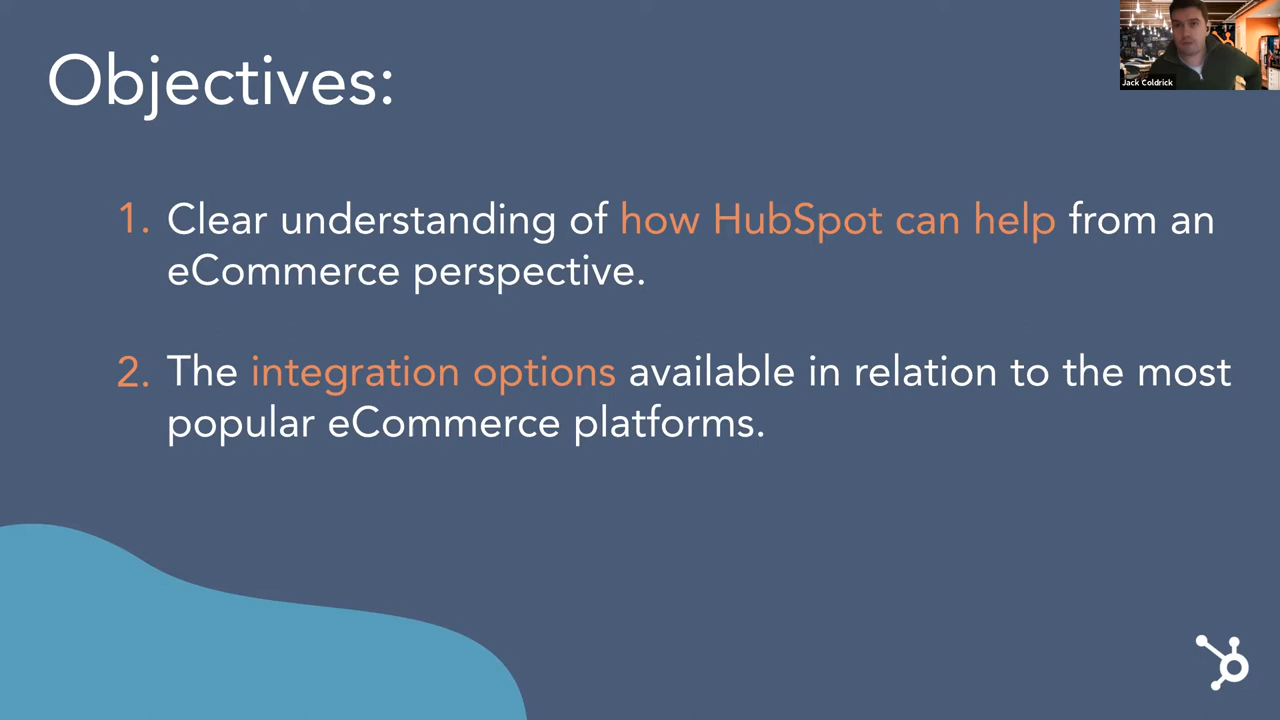 Objectives:
Jack Coldrick
1. Clear understanding of how HubSpot can help from an
eCommerce perspective.
2. The integration options available in relation to the most
popular eCommerce platforms.